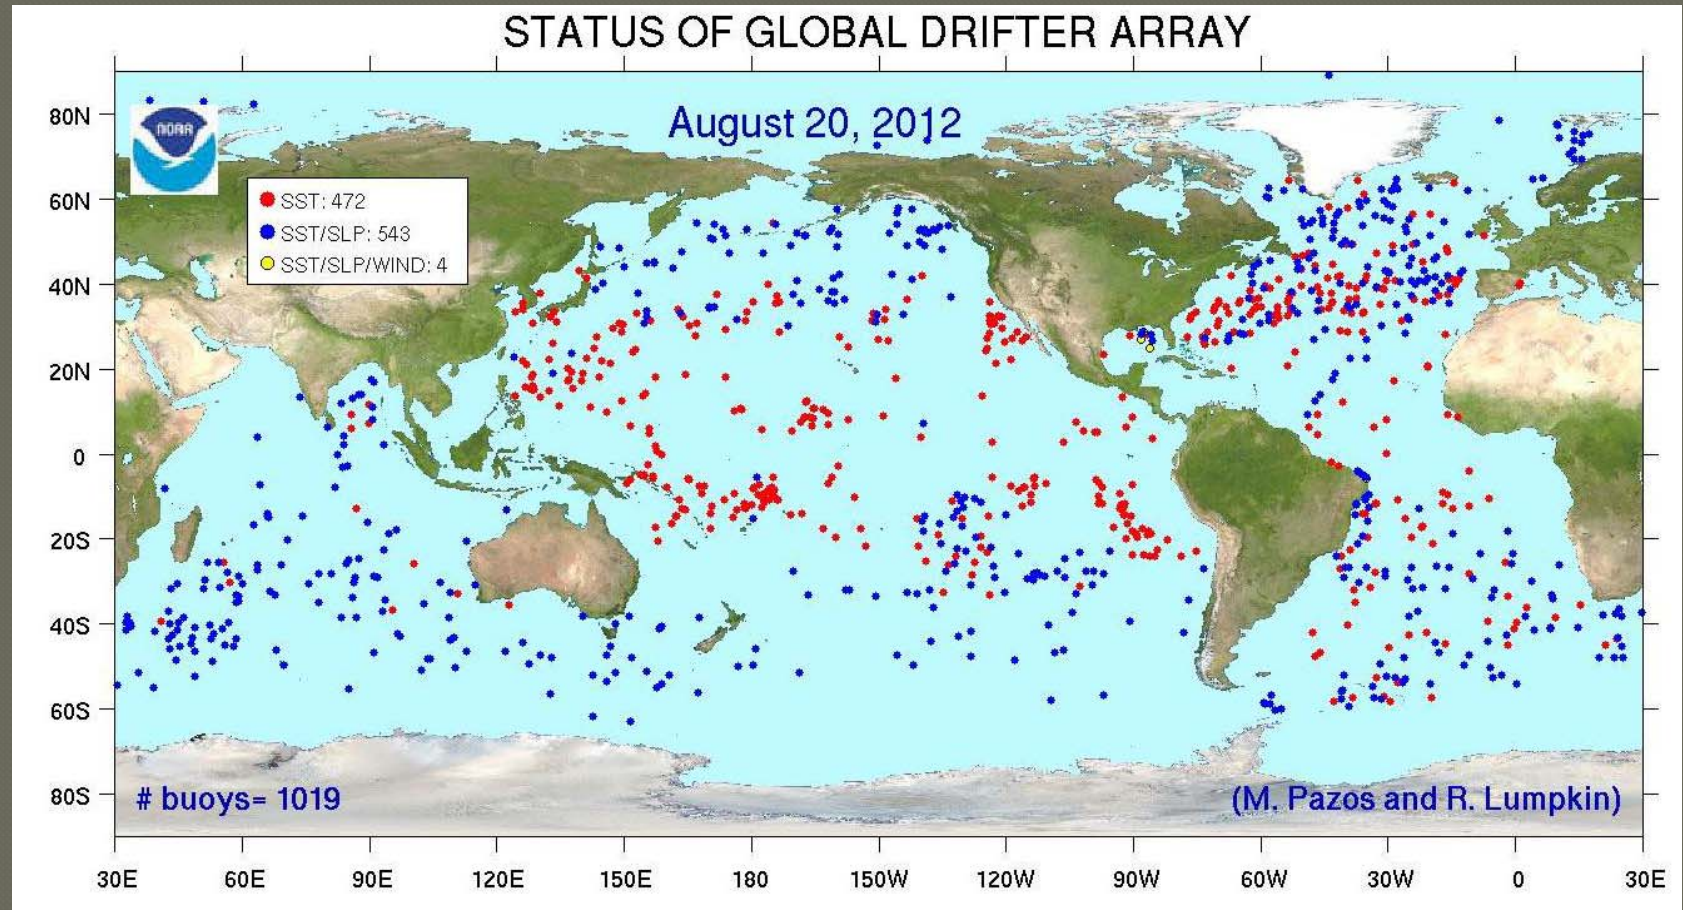 STATUS OF GLOBAL DRIFTER ARRAY
August 20, 2012
NOAA
SST: 472
SST/SLP: 543
SST/SLP/WIND: 4
80N
60N
40N
20N
0
20S
40S
60S
80S
# buoys= 1019
(M. Pazos and R. Lumpkin)
30E 60E 90E 120E 150E 180 150W 120W 90W 60W 30W 0 30E